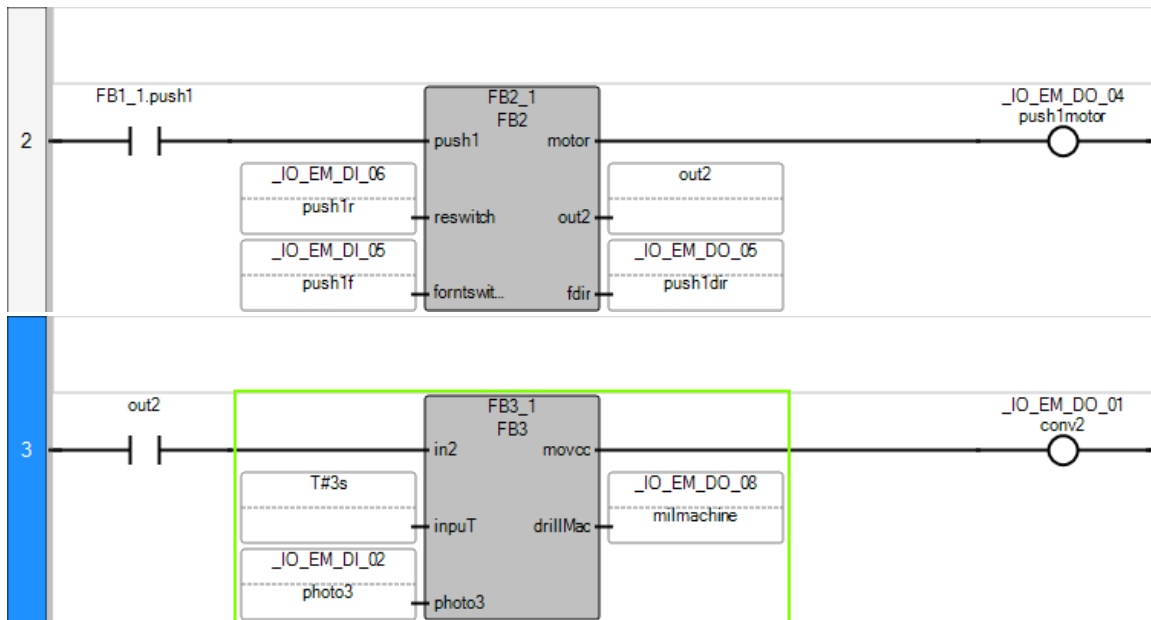 FB1_1.push1
FB2_1
FB2
_IO_EM_DO_04
push1motor
2
push1
motor
_IO_EM_DI_06
push1r
reswitch
out2
out2
_IO_EM_DI_05
push1f
forntswit...
fdir
_IO_EM_DO_05
push1dir
out2
FB3_1
FB3
_IO_EM_DO_01
conv2
3
in2
movcc
T#3s
inpuT
drillMac
_IO_EM_DO_08
milmachine
_IO_EM_DI_02
photo3
photo3